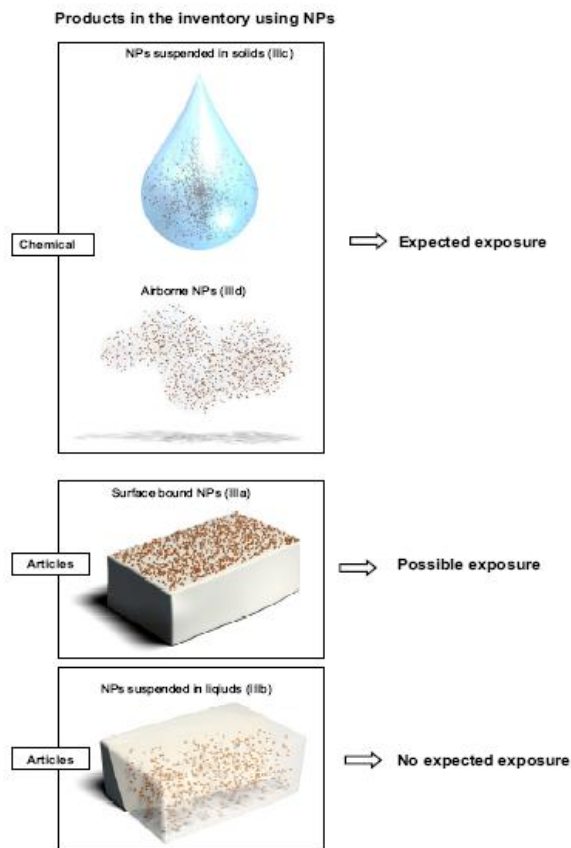 Products in the inventory using NPs
NPs suspended in solids (IIIc)
Chemical
Expected exposure
Airborne NPs (IIId)
Surface bound NPs (IIIa)
Articles
Possible exposure
NPs suspended in liqiuds (IIIb)
Articles
No expected exposure